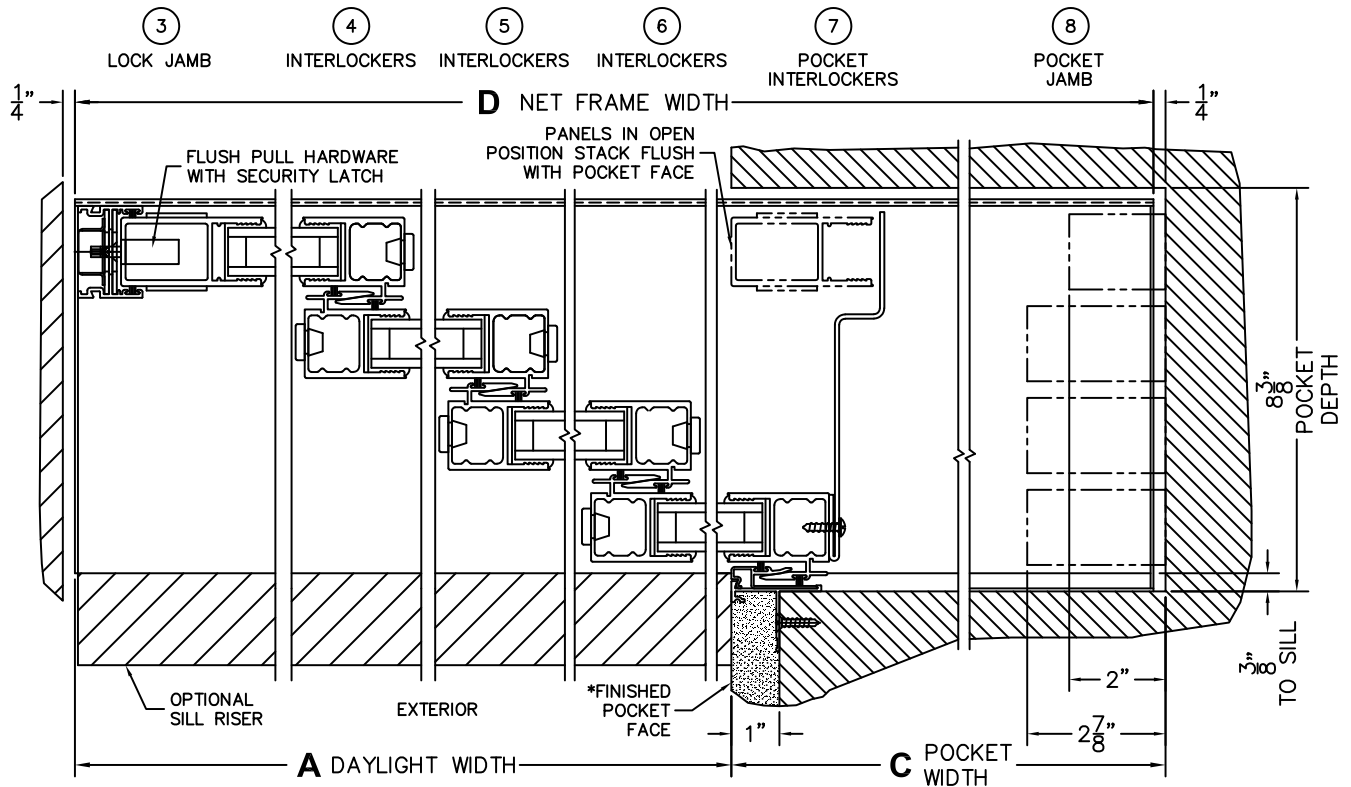 3
LOCK JAMB
4
INTERLOCKERS
5
INTERLOCKERS
6
INTERLOCKERS
7
POCKET
INTERLOCKERS
8
POCKET
JAMB
1/4"
D NET FRAME WIDTH
1/4"
FLUSH PULL HARDWARE
WITH SECURITY LATCH
PANELS IN OPEN
POSITION STACK FLUSH
WITH POCKET FACE
8 3/8"
POCKET
DEPTH
3/8"
TO SILL
OPTIONAL
SILL RISER
EXTERIOR
*FINISHED
POCKET
FACE
1"
2"
2 7/8"
A DAYLIGHT WIDTH
C POCKET
WIDTH